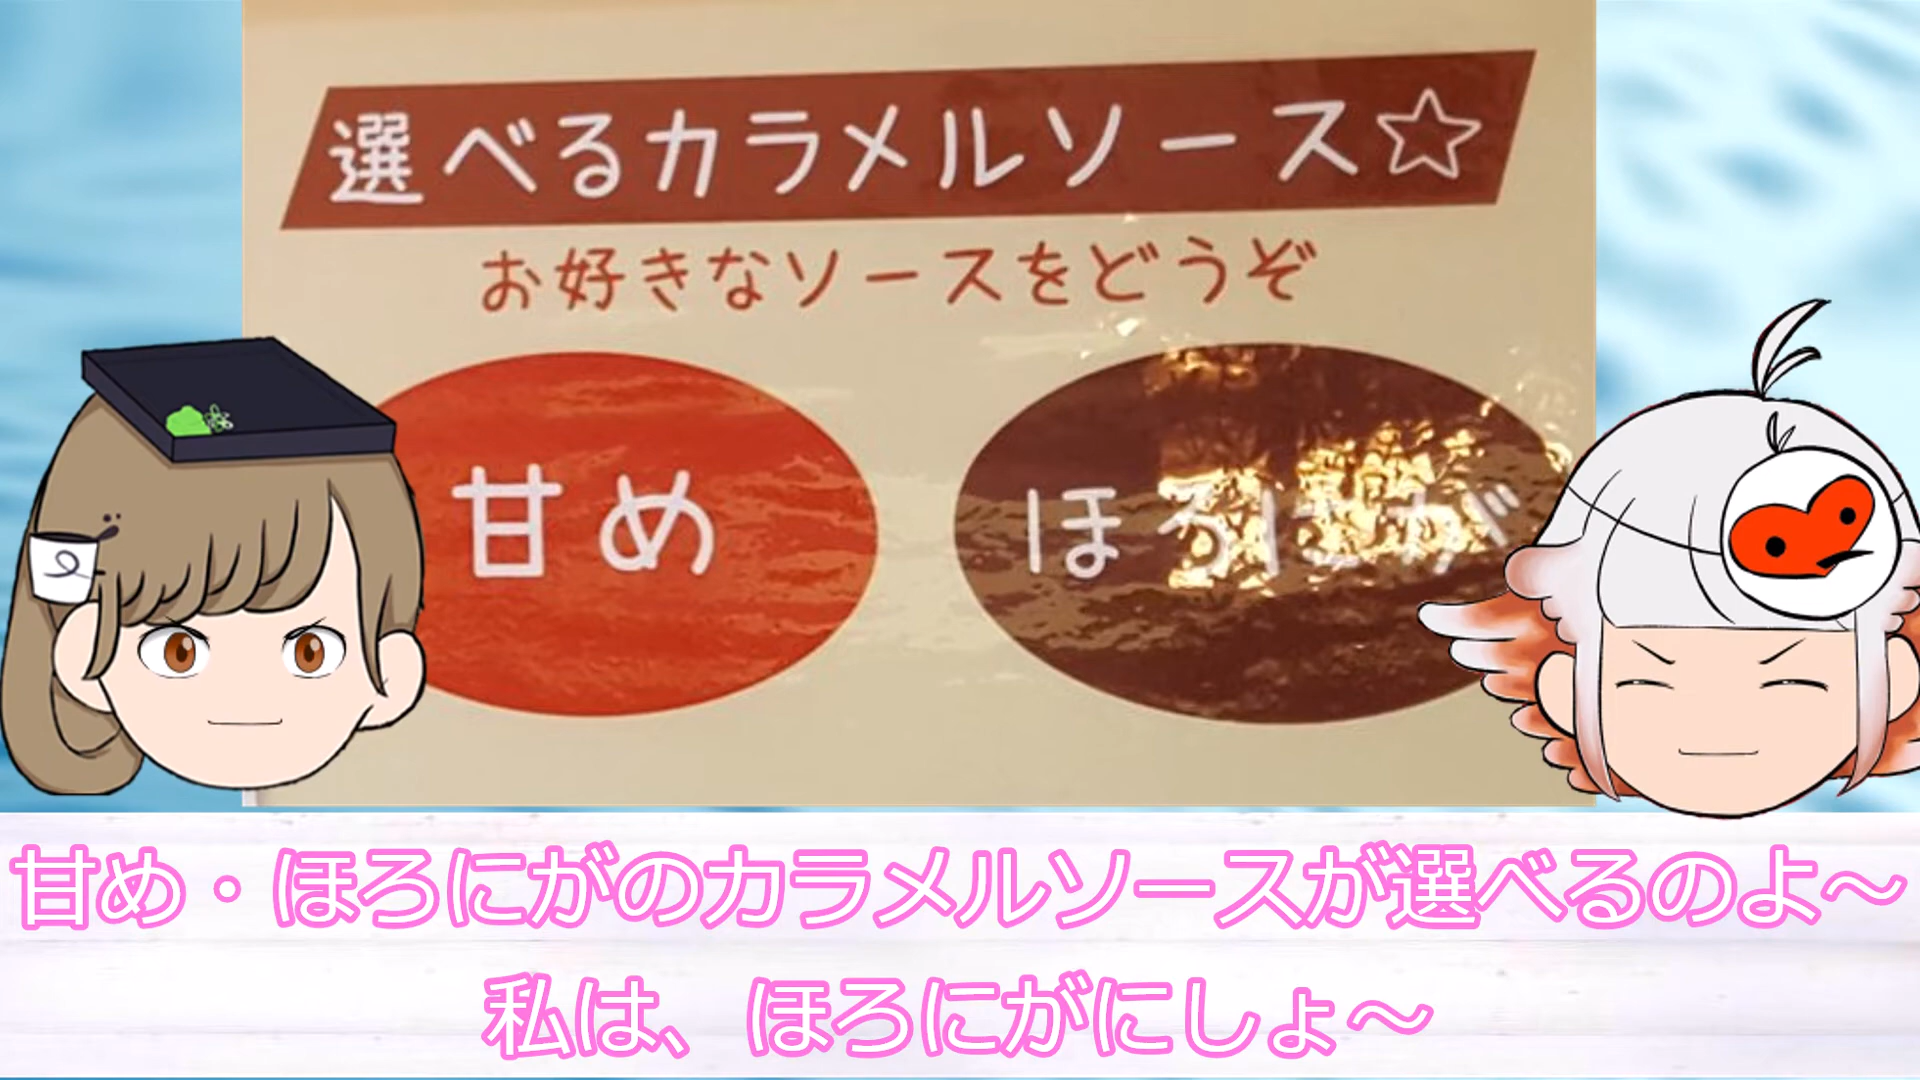 選べるカラメルソース☆
お好きなソースをどうぞ
甘め
ほろにが
甘め・ほろにがのカラメルソースが選べるのよ～
私は、ほろにがにしょ～